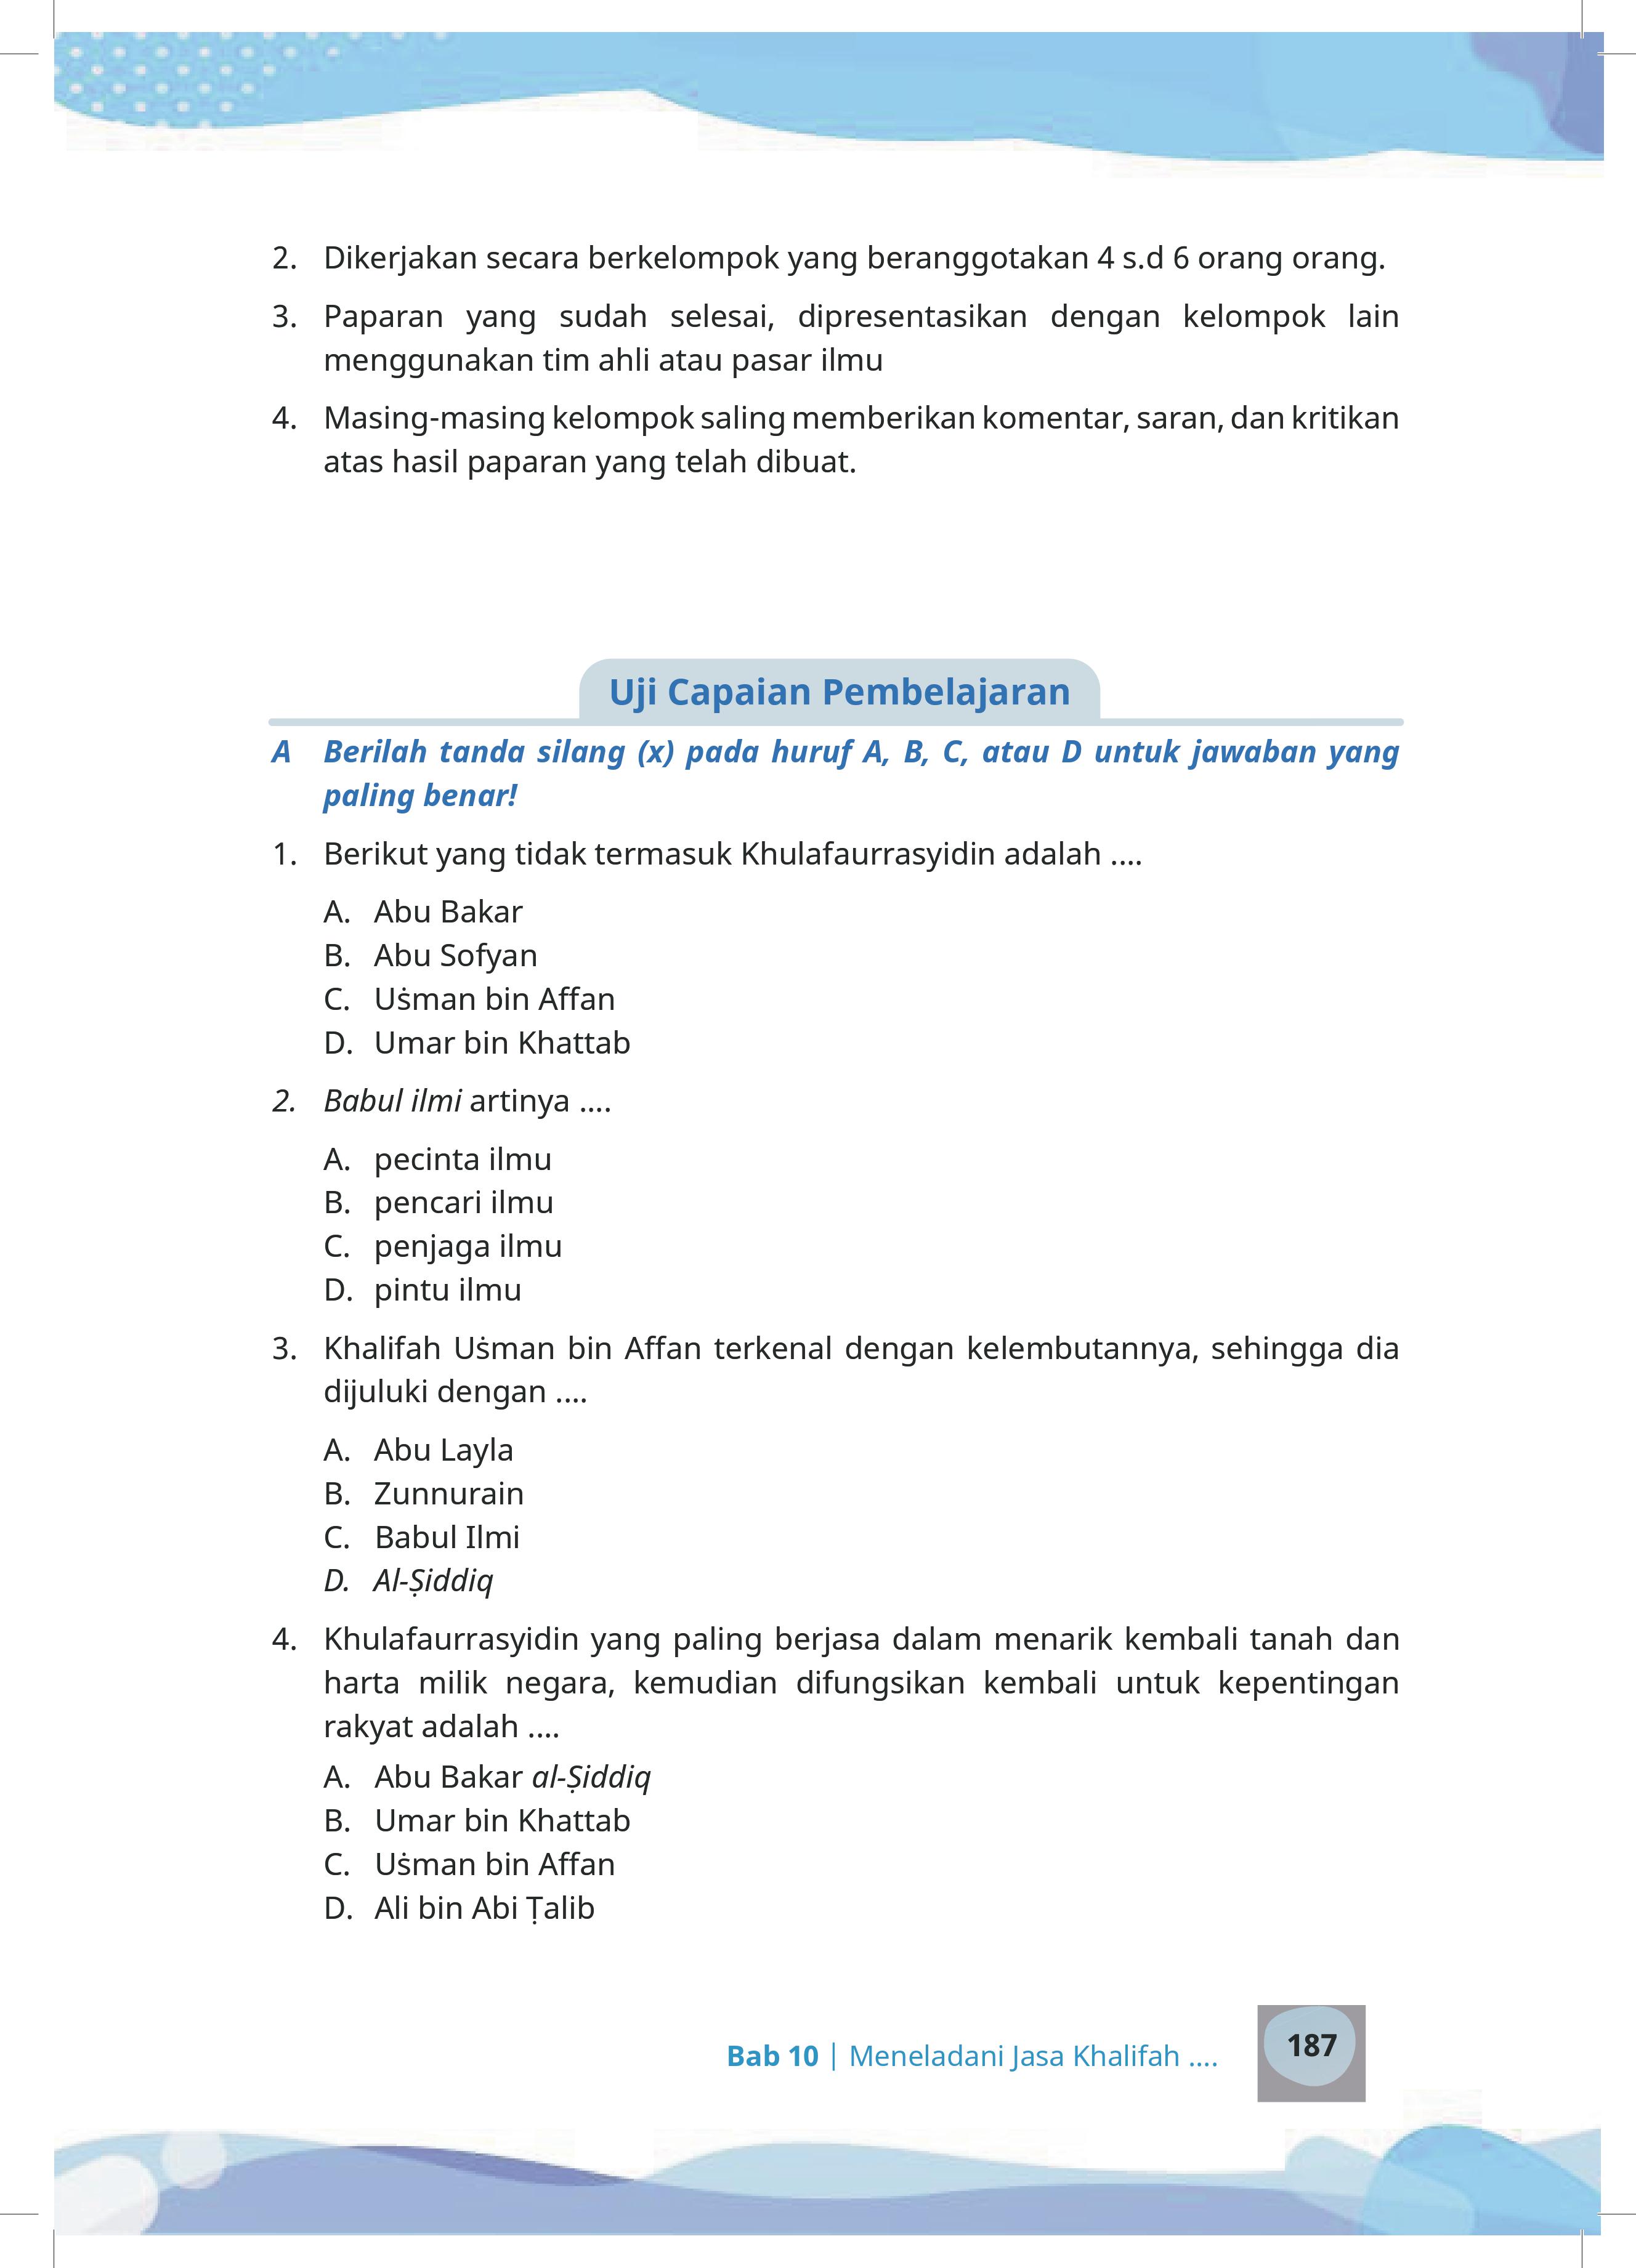 2. Dikerjakan secara berkelompok yang beranggotakan 4 s.d 6 orang orang.
3. Paparan yang sudah selesai, dipresentasikan dengan kelompok lain
menggunakan tim ahli atau pasar ilmu
4. Masing-masing kelompok saling memberikan komentar, saran, dan kritikan
atas hasil paparan yang telah dibuat.
Uji Capaian Pembelajaran
A Berilah tanda silang (x) pada huruf A, B, C, atau D untuk jawaban yang
paling benar!
1. Berikut yang tidak termasuk Khulafaurrasyidin adalah ....
A. Abu Bakar
B. Abu Sofyan
C. Uṡman bin Affan
D. Umar bin Khattab
2. Babul ilmi artinya ....
A. pecinta ilmu
B. pencari ilmu
C. penjaga ilmu
D. pintu ilmu
3. Khalifah Uṡman bin Affan terkenal dengan kelembutannya, sehingga dia
dijuluki dengan ....
A. Abu Layla
B. Zunnurain
C. Babul Ilmi
D. Al-Ṣiddiq
4. Khulafaurrasyidin yang paling berjasa dalam menarik kembali tanah dan
harta milik negara, kemudian difungsikan kembali untuk kepentingan
rakyat adalah ....
A. Abu Bakar al-Ṣiddiq
B. Umar bin Khattab
C. Uṡman bin Affan
D. Ali bin Abi Ṭalib
Bab 10 | Meneladani Jasa Khalifah ....
187